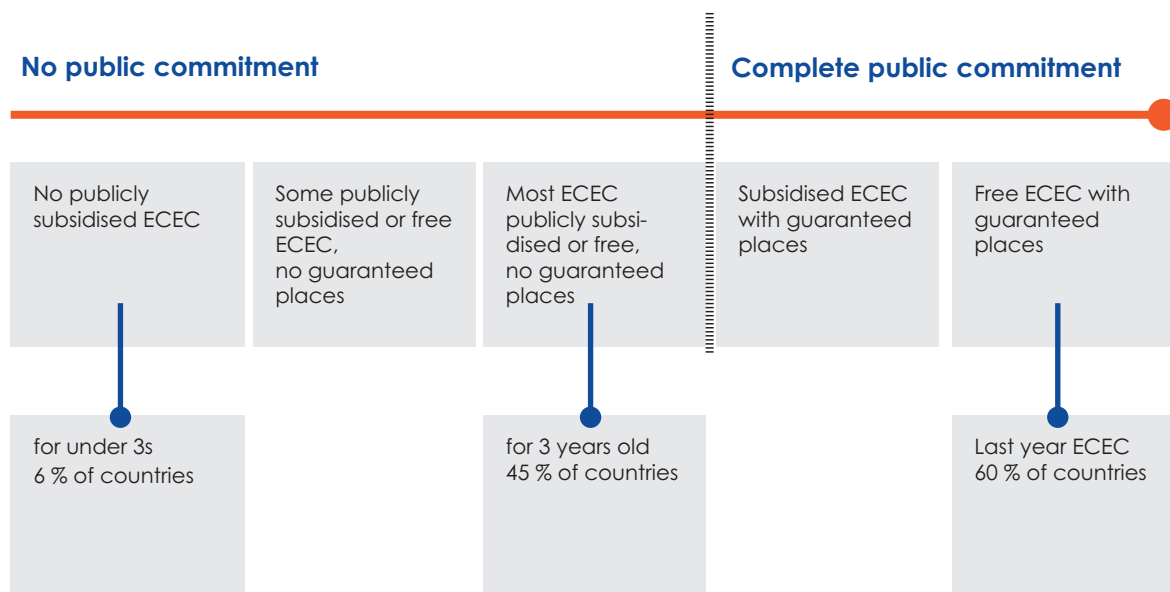 No public commitment
Complete public commitment
No publicly
subsidised ECEC
Some publicly
subsidised or free
ECEC,
no guaranteed
places
Most ECEC
publicly subsi-
dised or free,
no guaranteed
places
Subsidised ECEC
with guaranteed
places
Free ECEC with
guaranteed
places
for under 3s
6 % of countries
for 3 years old
45 % of countries
Last year ECEC
60 % of countries